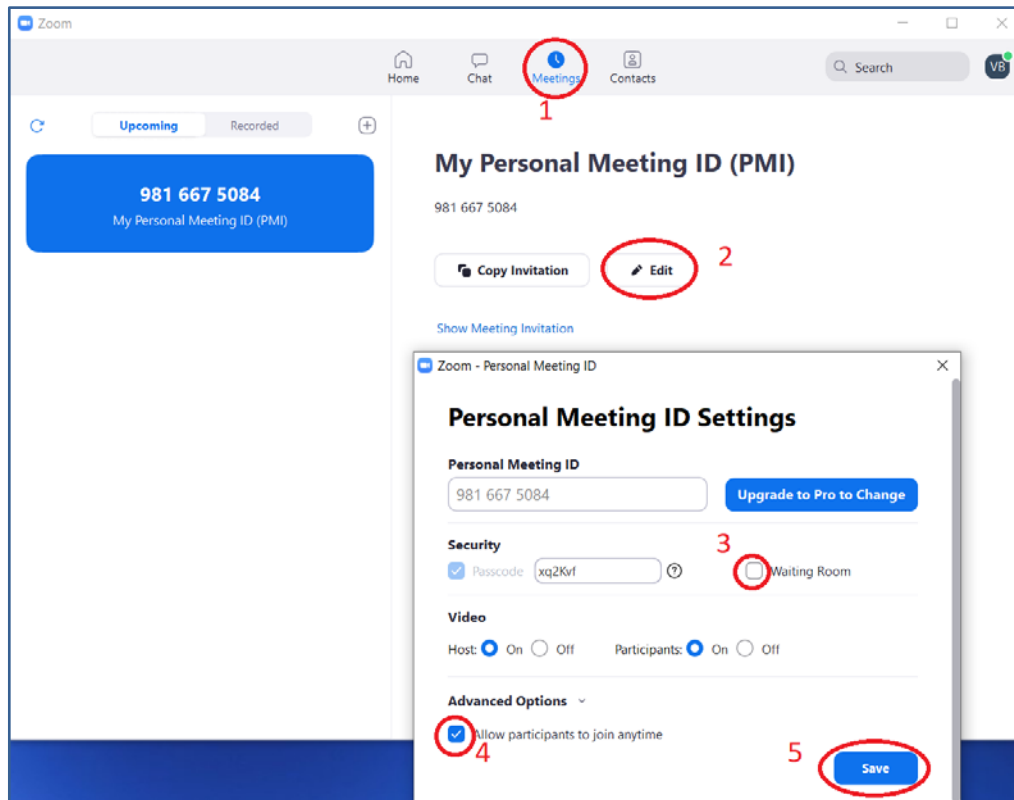 Zoom
Home Chat Meetings Contacts
Search
VB
1
Upcoming Recorded
981 667 5084
My Personal Meeting ID (PMI)
My Personal Meeting ID (PMI)
981 667 5084
Copy Invitation Edit
2
Show Meeting Invitation
Zoom - Personal Meeting ID
Personal Meeting ID Settings
Personal Meeting ID
981 667 5084 Upgrade to Pro to Change
Security
3
Passcode xq2Kvf ? Waiting Room
Video
Host: On Off Participants: On Off
Advanced Options
Allow participants to join anytime
4
5
Save